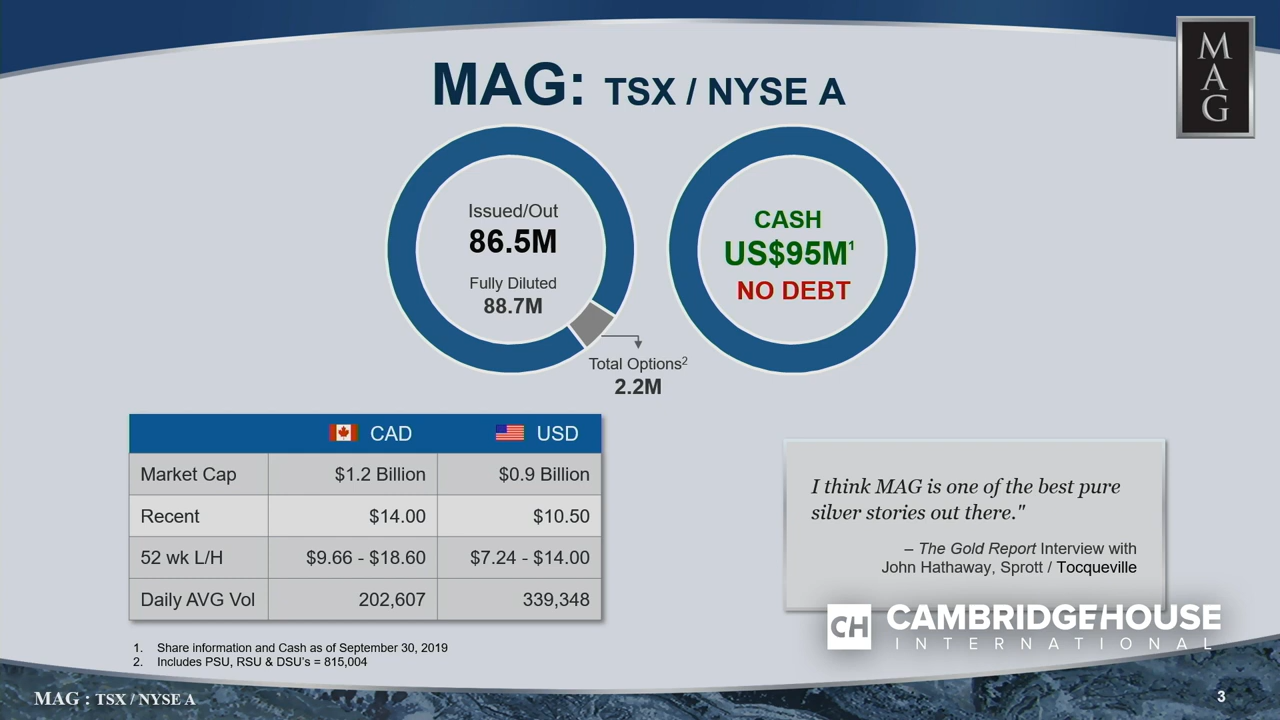 MAG: TSX / NYSE A
M
A
G
Issued/Out
86.5M
Fully Diluted
88.7M
Total Options2
2.2M
CASH
US$95M1
NO DEBT
CAD USD
Market Cap $1.2 Billion $0.9 Billion
Recent $14.00 $10.50
52 wk L/H $9.66 - $18.60 $7.24 - $14.00
Daily AVG Vol 202,607 339,348
I think MAG is one of the best pure
silver stories out there."
– The Gold Report Interview with
John Hathaway, Sprott / Tocqueville
CH CAMBRIDGEHOUSE
INTERNATIONAL
1. Share information and Cash as of September 30, 2019
2. Includes PSU, RSU & DSU's = 815,004
MAG : TSX / NYSE A
3